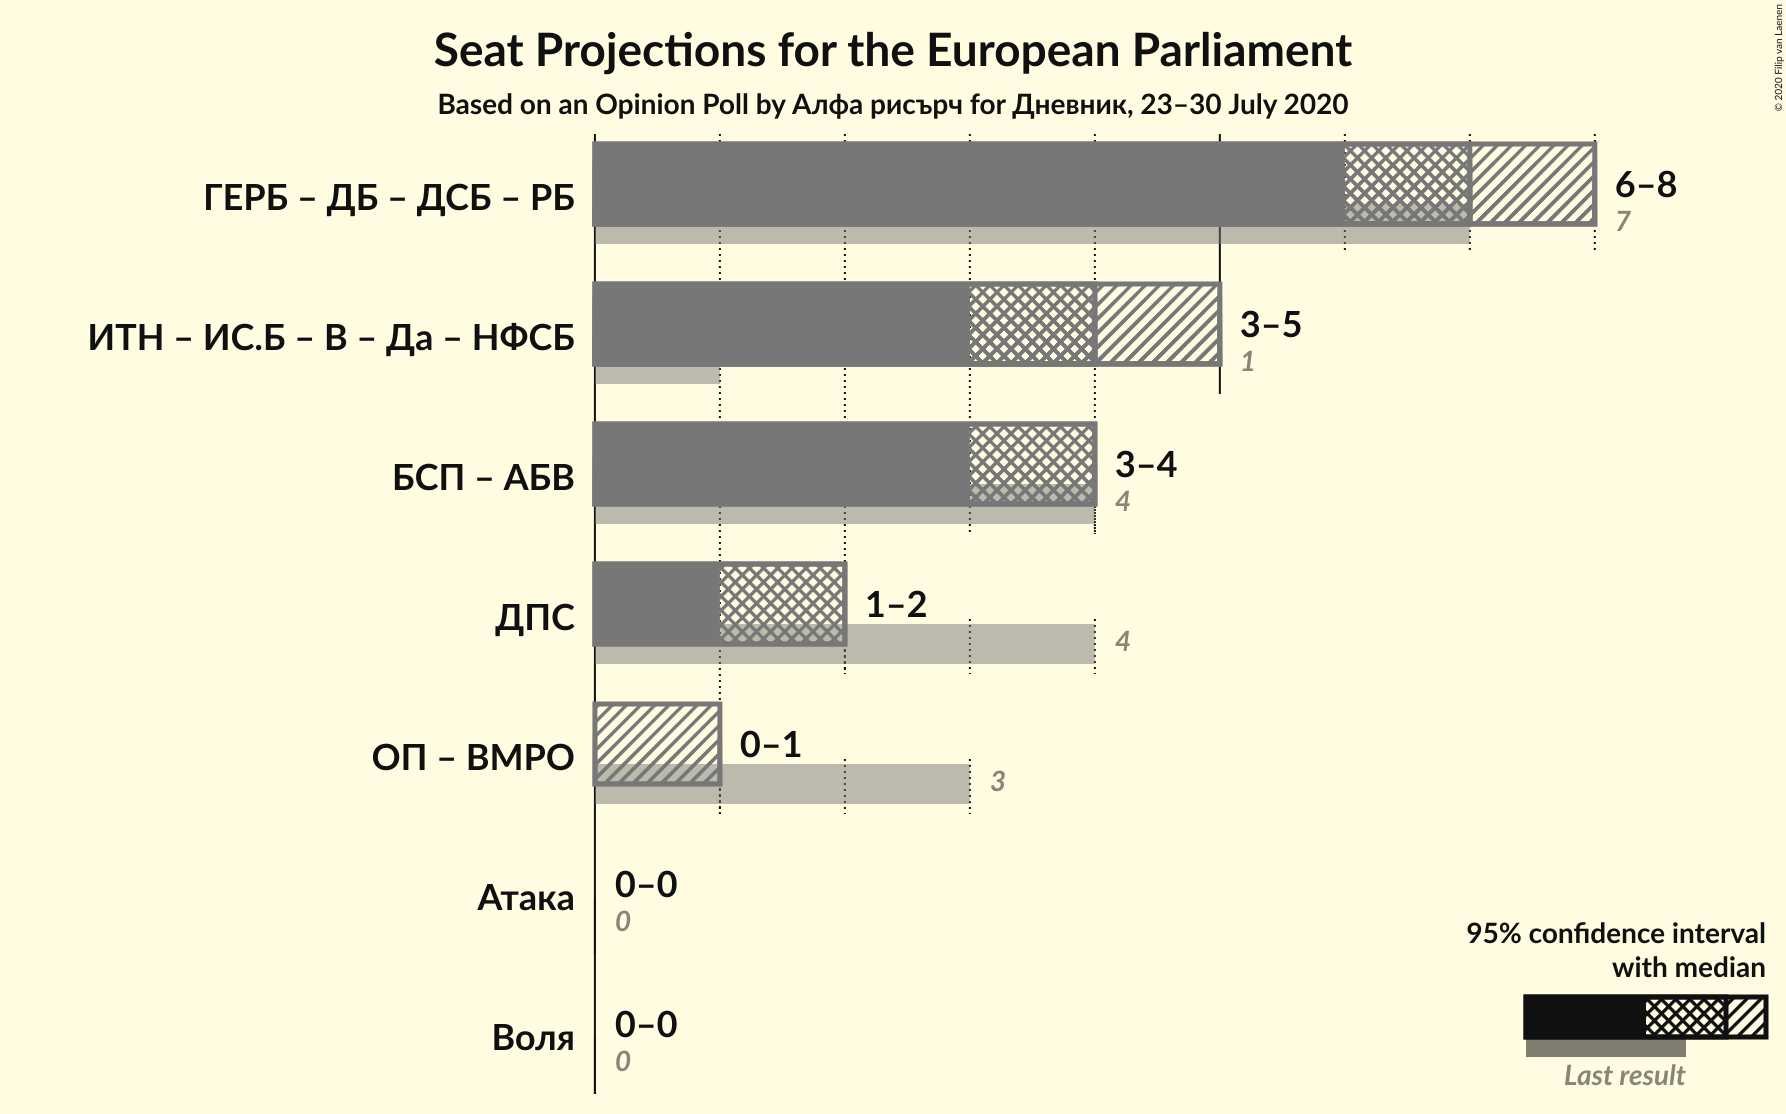 Seat Projections for the European Parliament
Based on an Opinion Poll by Алфа рисърч for Дневник, 23–30 July 2020
© 2020 Filip van Laenen
ГЕРБ – ДБ – ДСБ – РБ
6–8
7
ИТН – ИС.Б – В – Да – НФСБ
3–5
1
БСП – АБВ
3–4
4
ДПС
1–2
4
ОП – ВМРО
0–1
3
Атака
0–0
0
Воля
0–0
0
95% confidence interval
with median
Last result